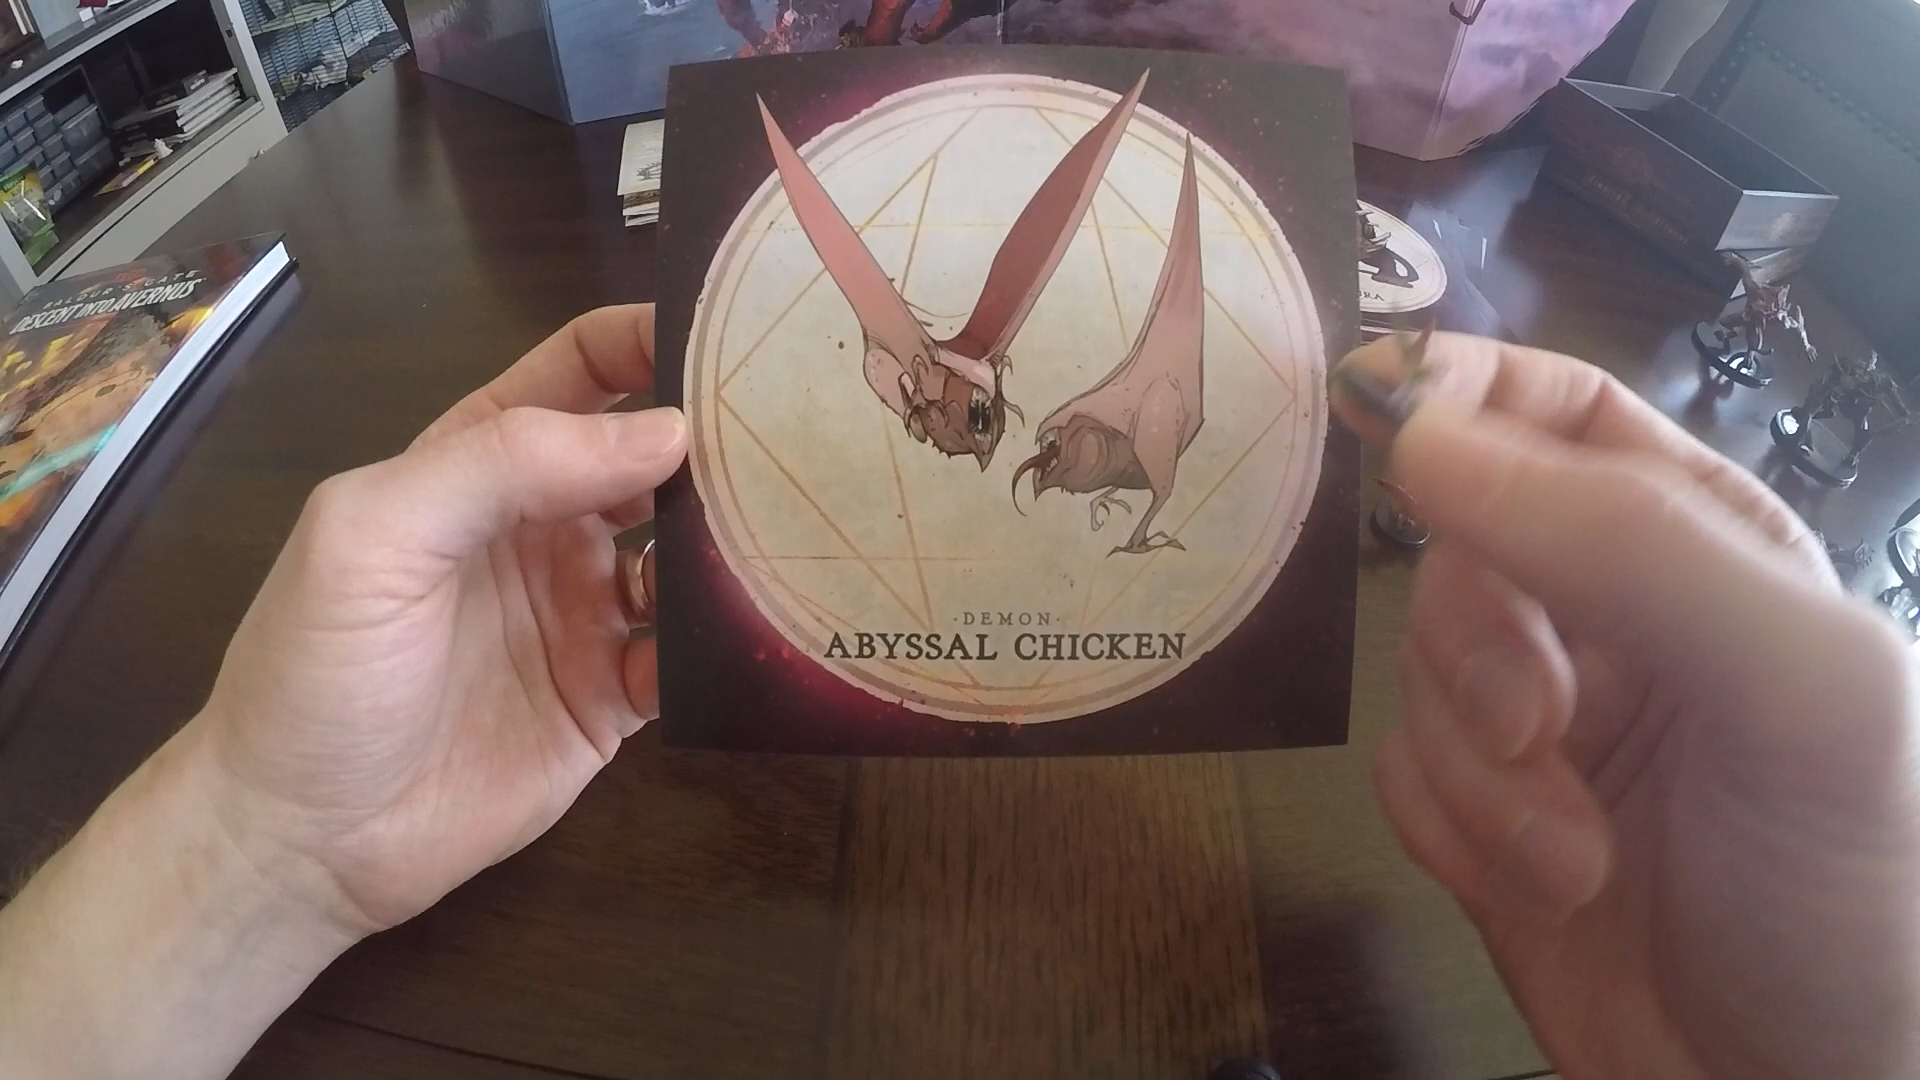 BALDUR'S GATE
DESCENT INTO AVERNUS
·DEMON·
ABYSSAL CHICKEN